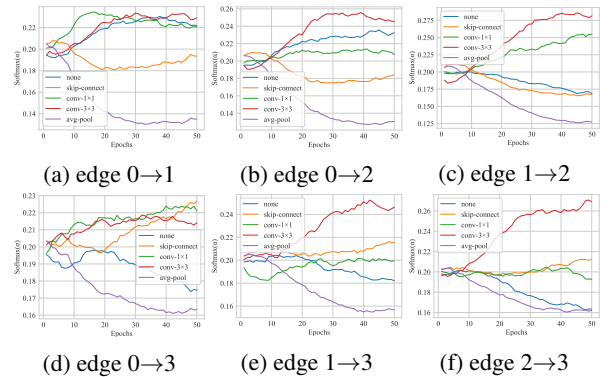 Softmax(α)
0.22
0.20
0.18
0.16
0.14
none
skip-connect
conv-1×1
conv-3×3
avg-pool
0 10 20 30 40 50
Epochs
(a) edge 0→1
Softmax(α)
0.24
0.22
0.20
0.18
0.16
0.14
none
skip-connect
conv-1×1
conv-3×3
avg-pool
0 10 20 30 40 50
Epochs
(b) edge 0→2
Softmax(α)
0.275
0.250
0.225
0.200
0.175
0.150
0.125
none
skip-connect
conv-1×1
conv-3×3
avg-pool
0 10 20 30 40 50
Epochs
(c) edge 1→2
Softmax(α)
0.23
0.22
0.21
0.20
0.19
0.18
0.17
0.16
none
skip-connect
conv-1×1
conv-3×3
avg-pool
0 10 20 30 40 50
Epochs
(d) edge 0→3
Softmax(α)
0.24
0.22
0.20
0.18
0.16
none
skip-connect
conv-1×1
conv-3×3
avg-pool
0 10 20 30 40 50
Epochs
(e) edge 1→3
Softmax(α)
0.26
0.24
0.22
0.20
0.18
0.16
none
skip-connect
conv-1×1
conv-3×3
avg-pool
0 10 20 30 40 50
Epochs
(f) edge 2→3